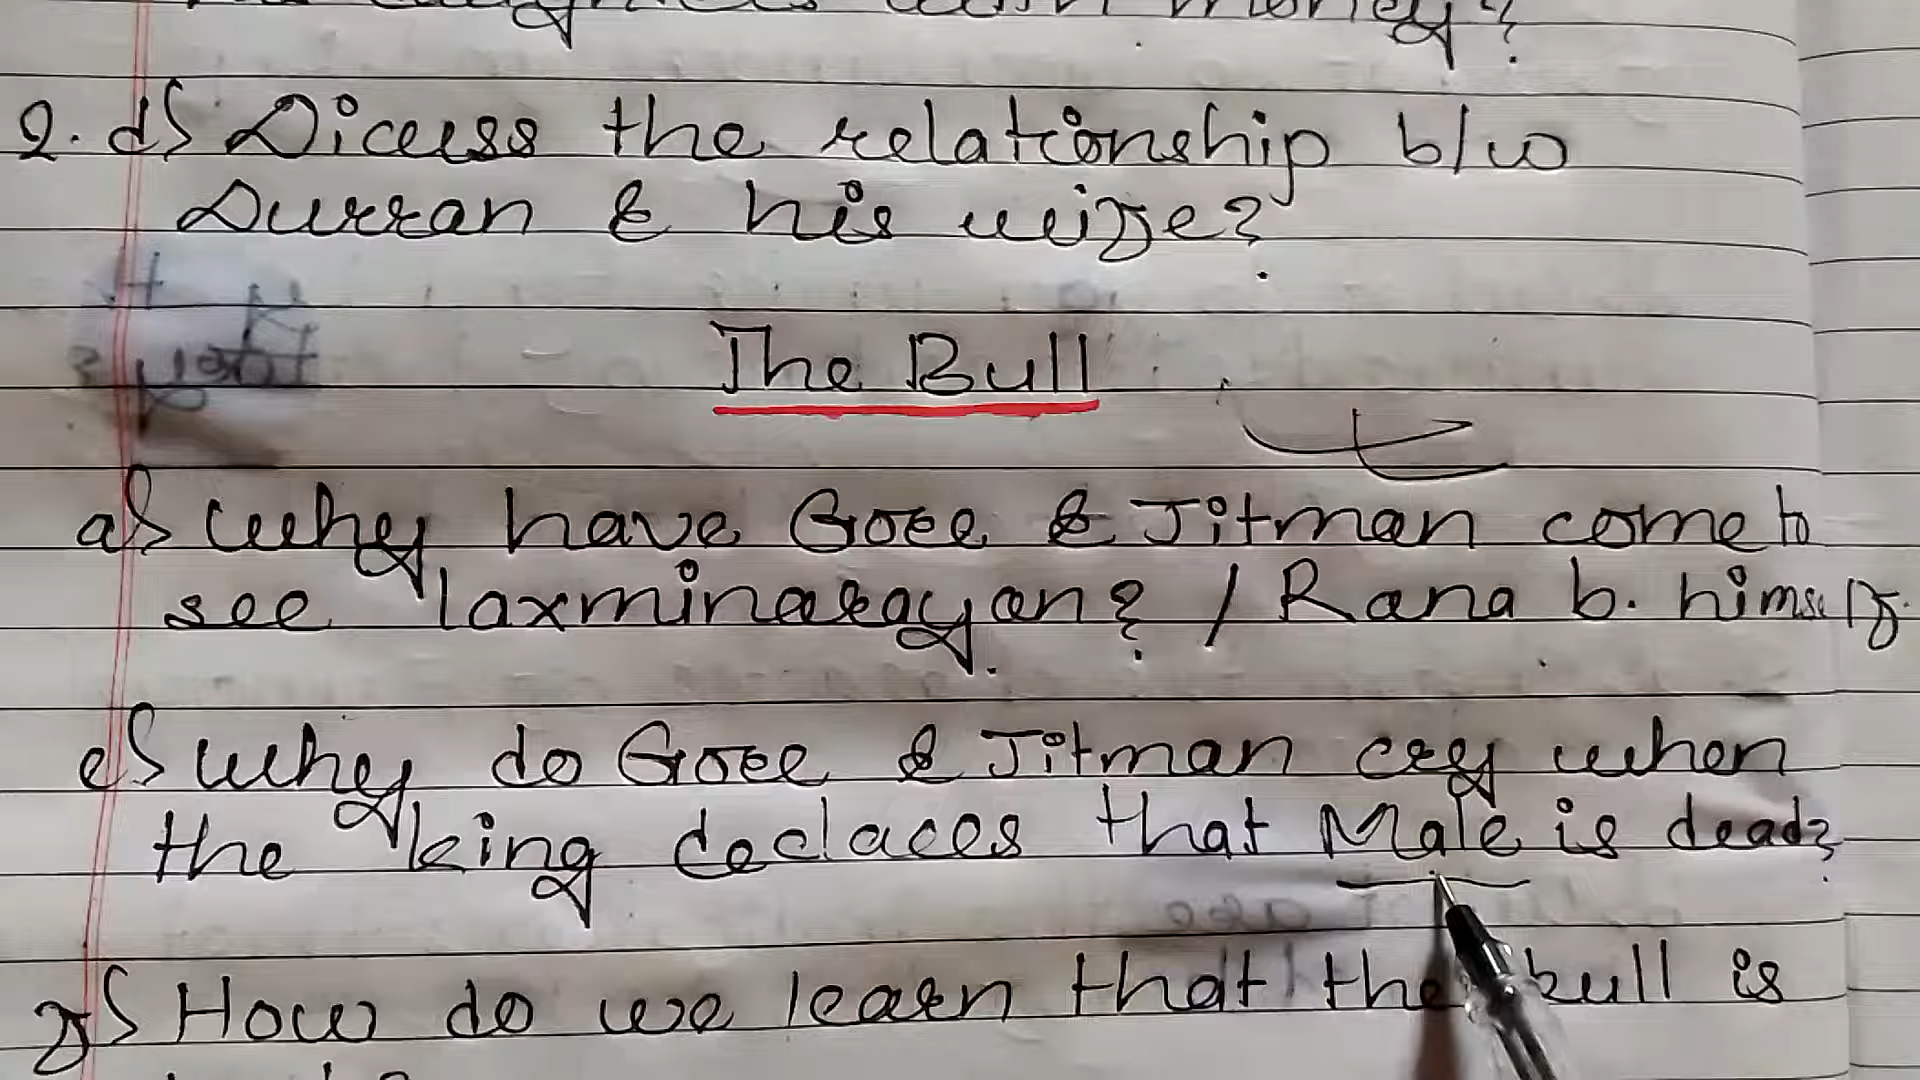 with money?
2. d) Dicuss the relationship b/w
Durran & his wife?
The Bull
a) Why have Gore & Jitman come to
see laxminarayan? / Rana b. himself.
e) Why do Gore & Jitman cry when
the king declares that Male is dead?
f) How do we learn that the bull is